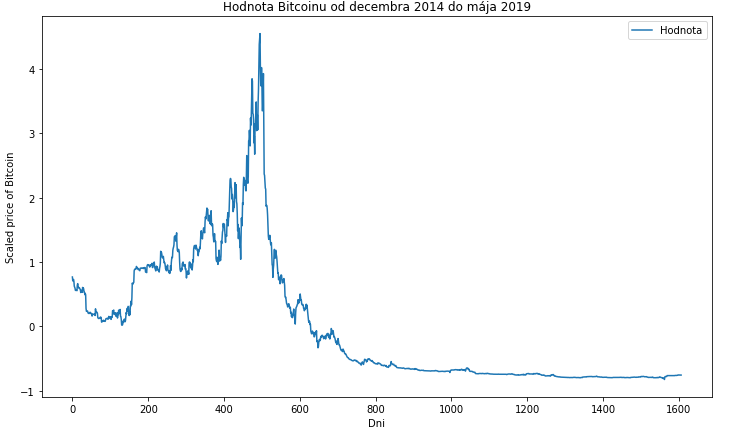 Hodnota Bitcoinu od decembra 2014 do mája 2019
Hodnota
Scaled price of Bitcoin
4
3
2
1
0
−1
0 200 400 600 800 1000 1200 1400 1600
Dni